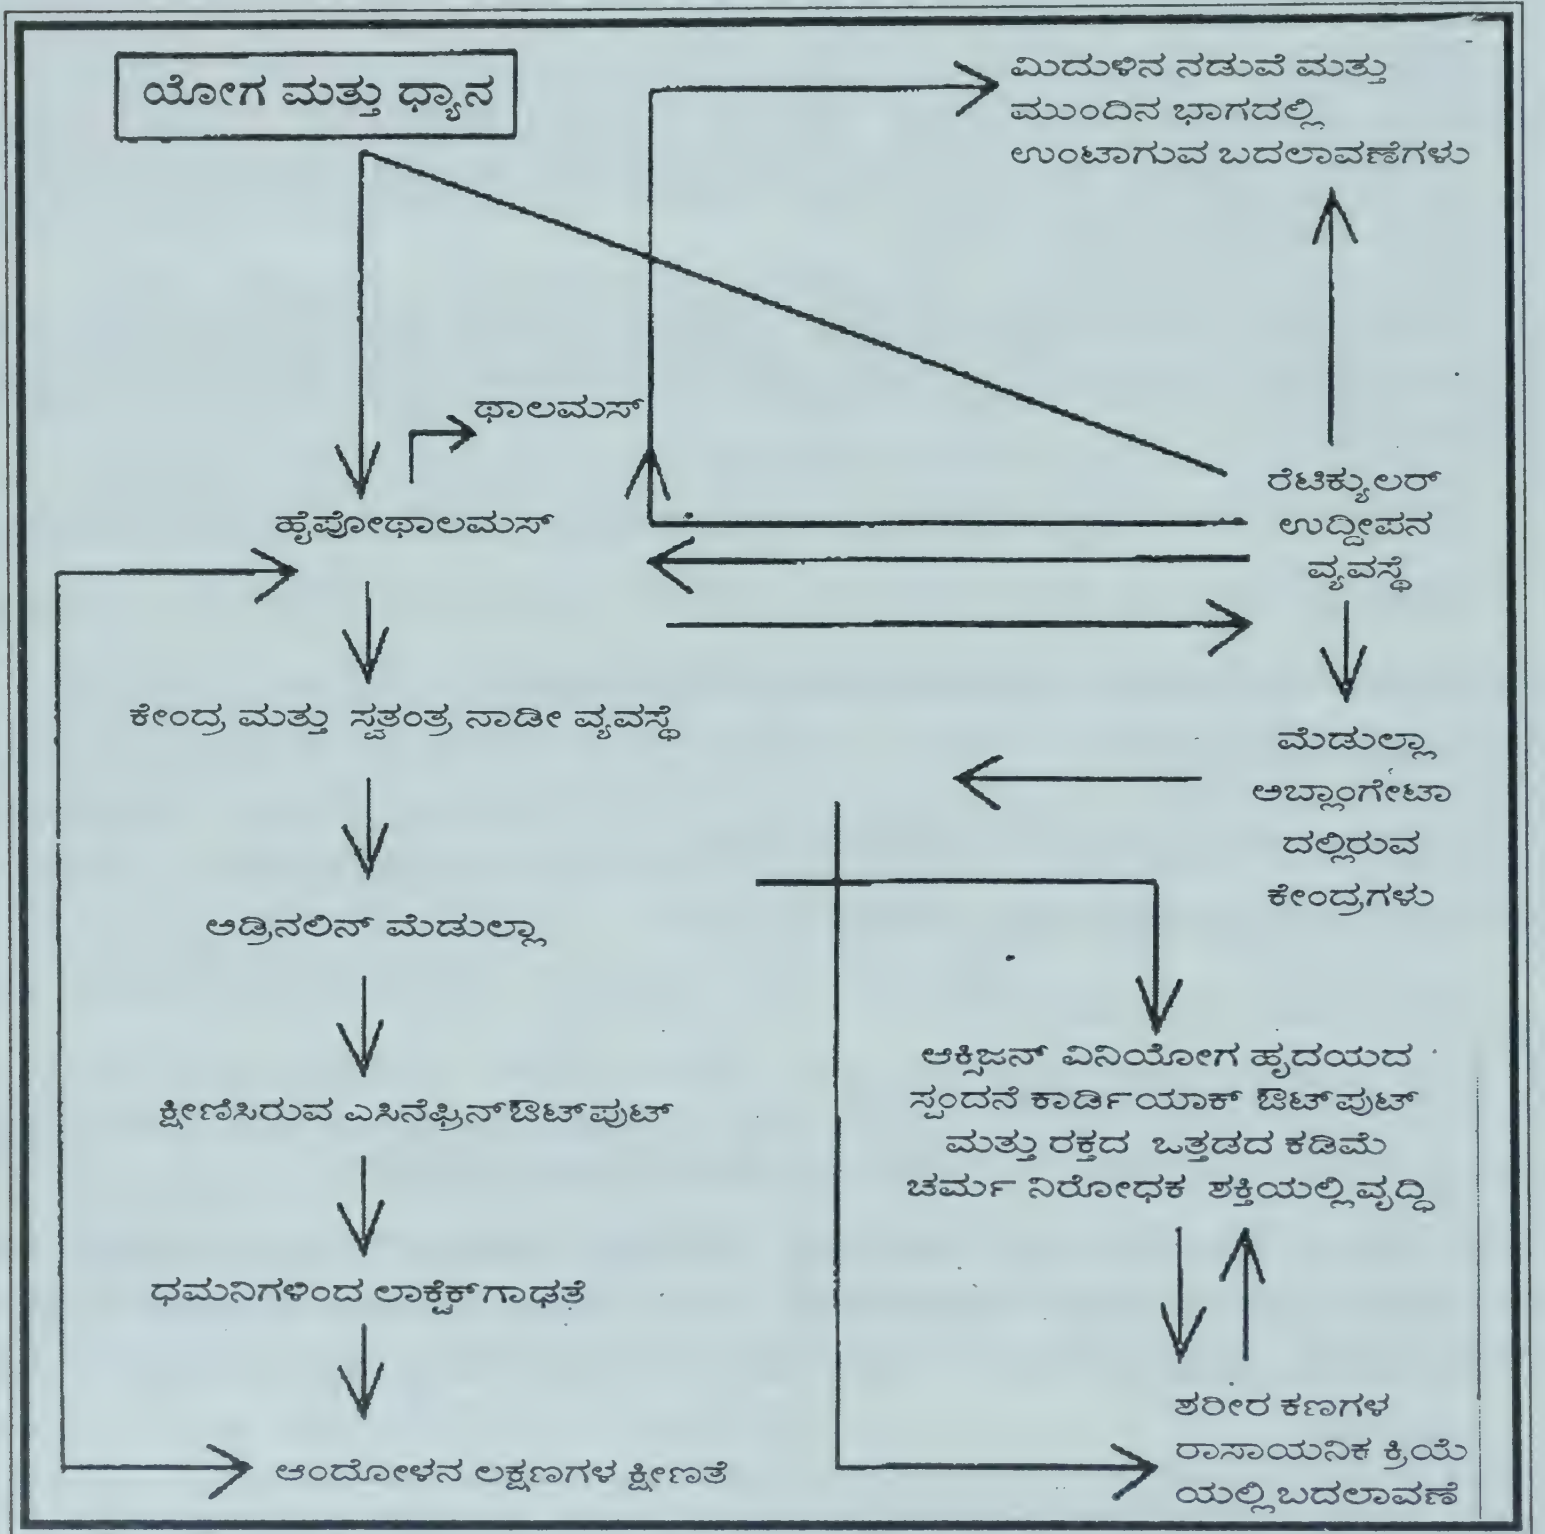 ಯೋಗ ಮತ್ತು ಧ್ಯಾನ
ಮಿದುಳಿನ ನಡುವೆ ಮತ್ತು
ಮುಂದಿನ ಭಾಗದಲ್ಲಿ
ಉಂಟಾಗುವ ಬದಲಾವಣೆಗಳು
ಥಾಲಮಸ್
ಹೈಪೋಥಾಲಮಸ್
ರೆಟಿಕ್ಯುಲರ್
ಉದ್ದೀಪನ
ವ್ಯವಸ್ಥೆ
ಕೇಂದ್ರ ಮತ್ತು ಸ್ವತಂತ್ರ ನಾಡೀ ವ್ಯವಸ್ಥೆ
ಮೆಡುಲ್ಲಾ
ಅಬ್ಲಾಂಗೇಟಾ
ದಲ್ಲಿರುವ
ಕೇಂದ್ರಗಳು
ಆಡ್ರಿನಲಿನ್ ಮೆಡುಲ್ಲಾ
ಕ್ಷೀಣಿಸಿರುವ ಎಸಿನೆಫ್ರಿನ್ ಔಟ್‌ಪುಟ್
ಆಕ್ಸಿಜನ್ ವಿನಿಯೋಗ ಹೃದಯದ
ಸ್ಪಂದನೆ ಕಾರ್ಡಿಯಾಕ್ ಔಟ್‌ಪುಟ್
ಮತ್ತು ರಕ್ತದ ಒತ್ತಡದ ಕಡಿಮೆ
ಚರ್ಮ ನಿರೋಧಕ ಶಕ್ತಿಯಲ್ಲಿ ವೃದ್ಧಿ
ಧಮನಿಗಳಿಂದ ಲಾಕ್ಟೆಕ್ ಗಾಢತೆ
ಆಂದೋಳನ ಲಕ್ಷಣಗಳ ಕ್ಷೀಣತೆ
ಶರೀರ ಕಣಗಳ
ರಾಸಾಯನಿಕ ಕ್ರಿಯೆ
ಯಲ್ಲಿ ಬದಲಾವಣೆ